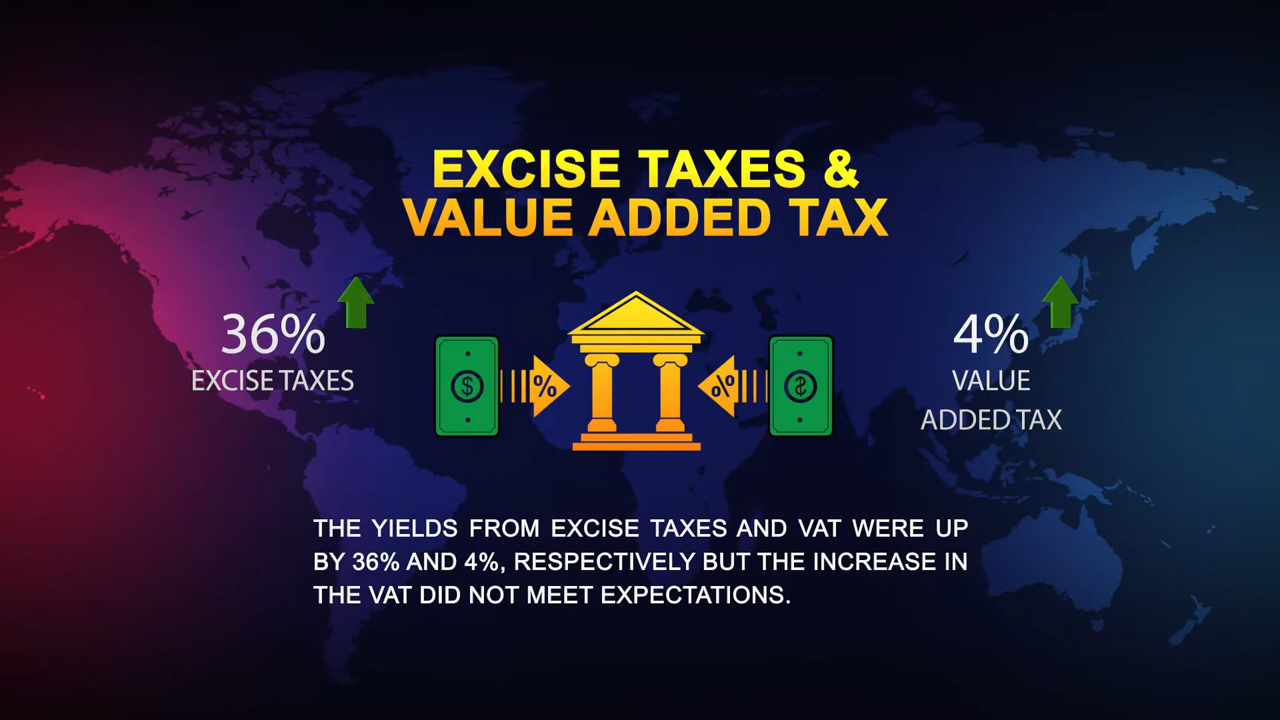 EXCISE TAXES &
VALUE ADDED TAX
36%
EXCISE TAXES
$
%
%
$
4%
VALUE
ADDED TAX
THE YIELDS FROM EXCISE TAXES AND VAT WERE UP
BY 36% AND 4%, RESPECTIVELY BUT THE INCREASE IN
THE VAT DID NOT MEET EXPECTATIONS.